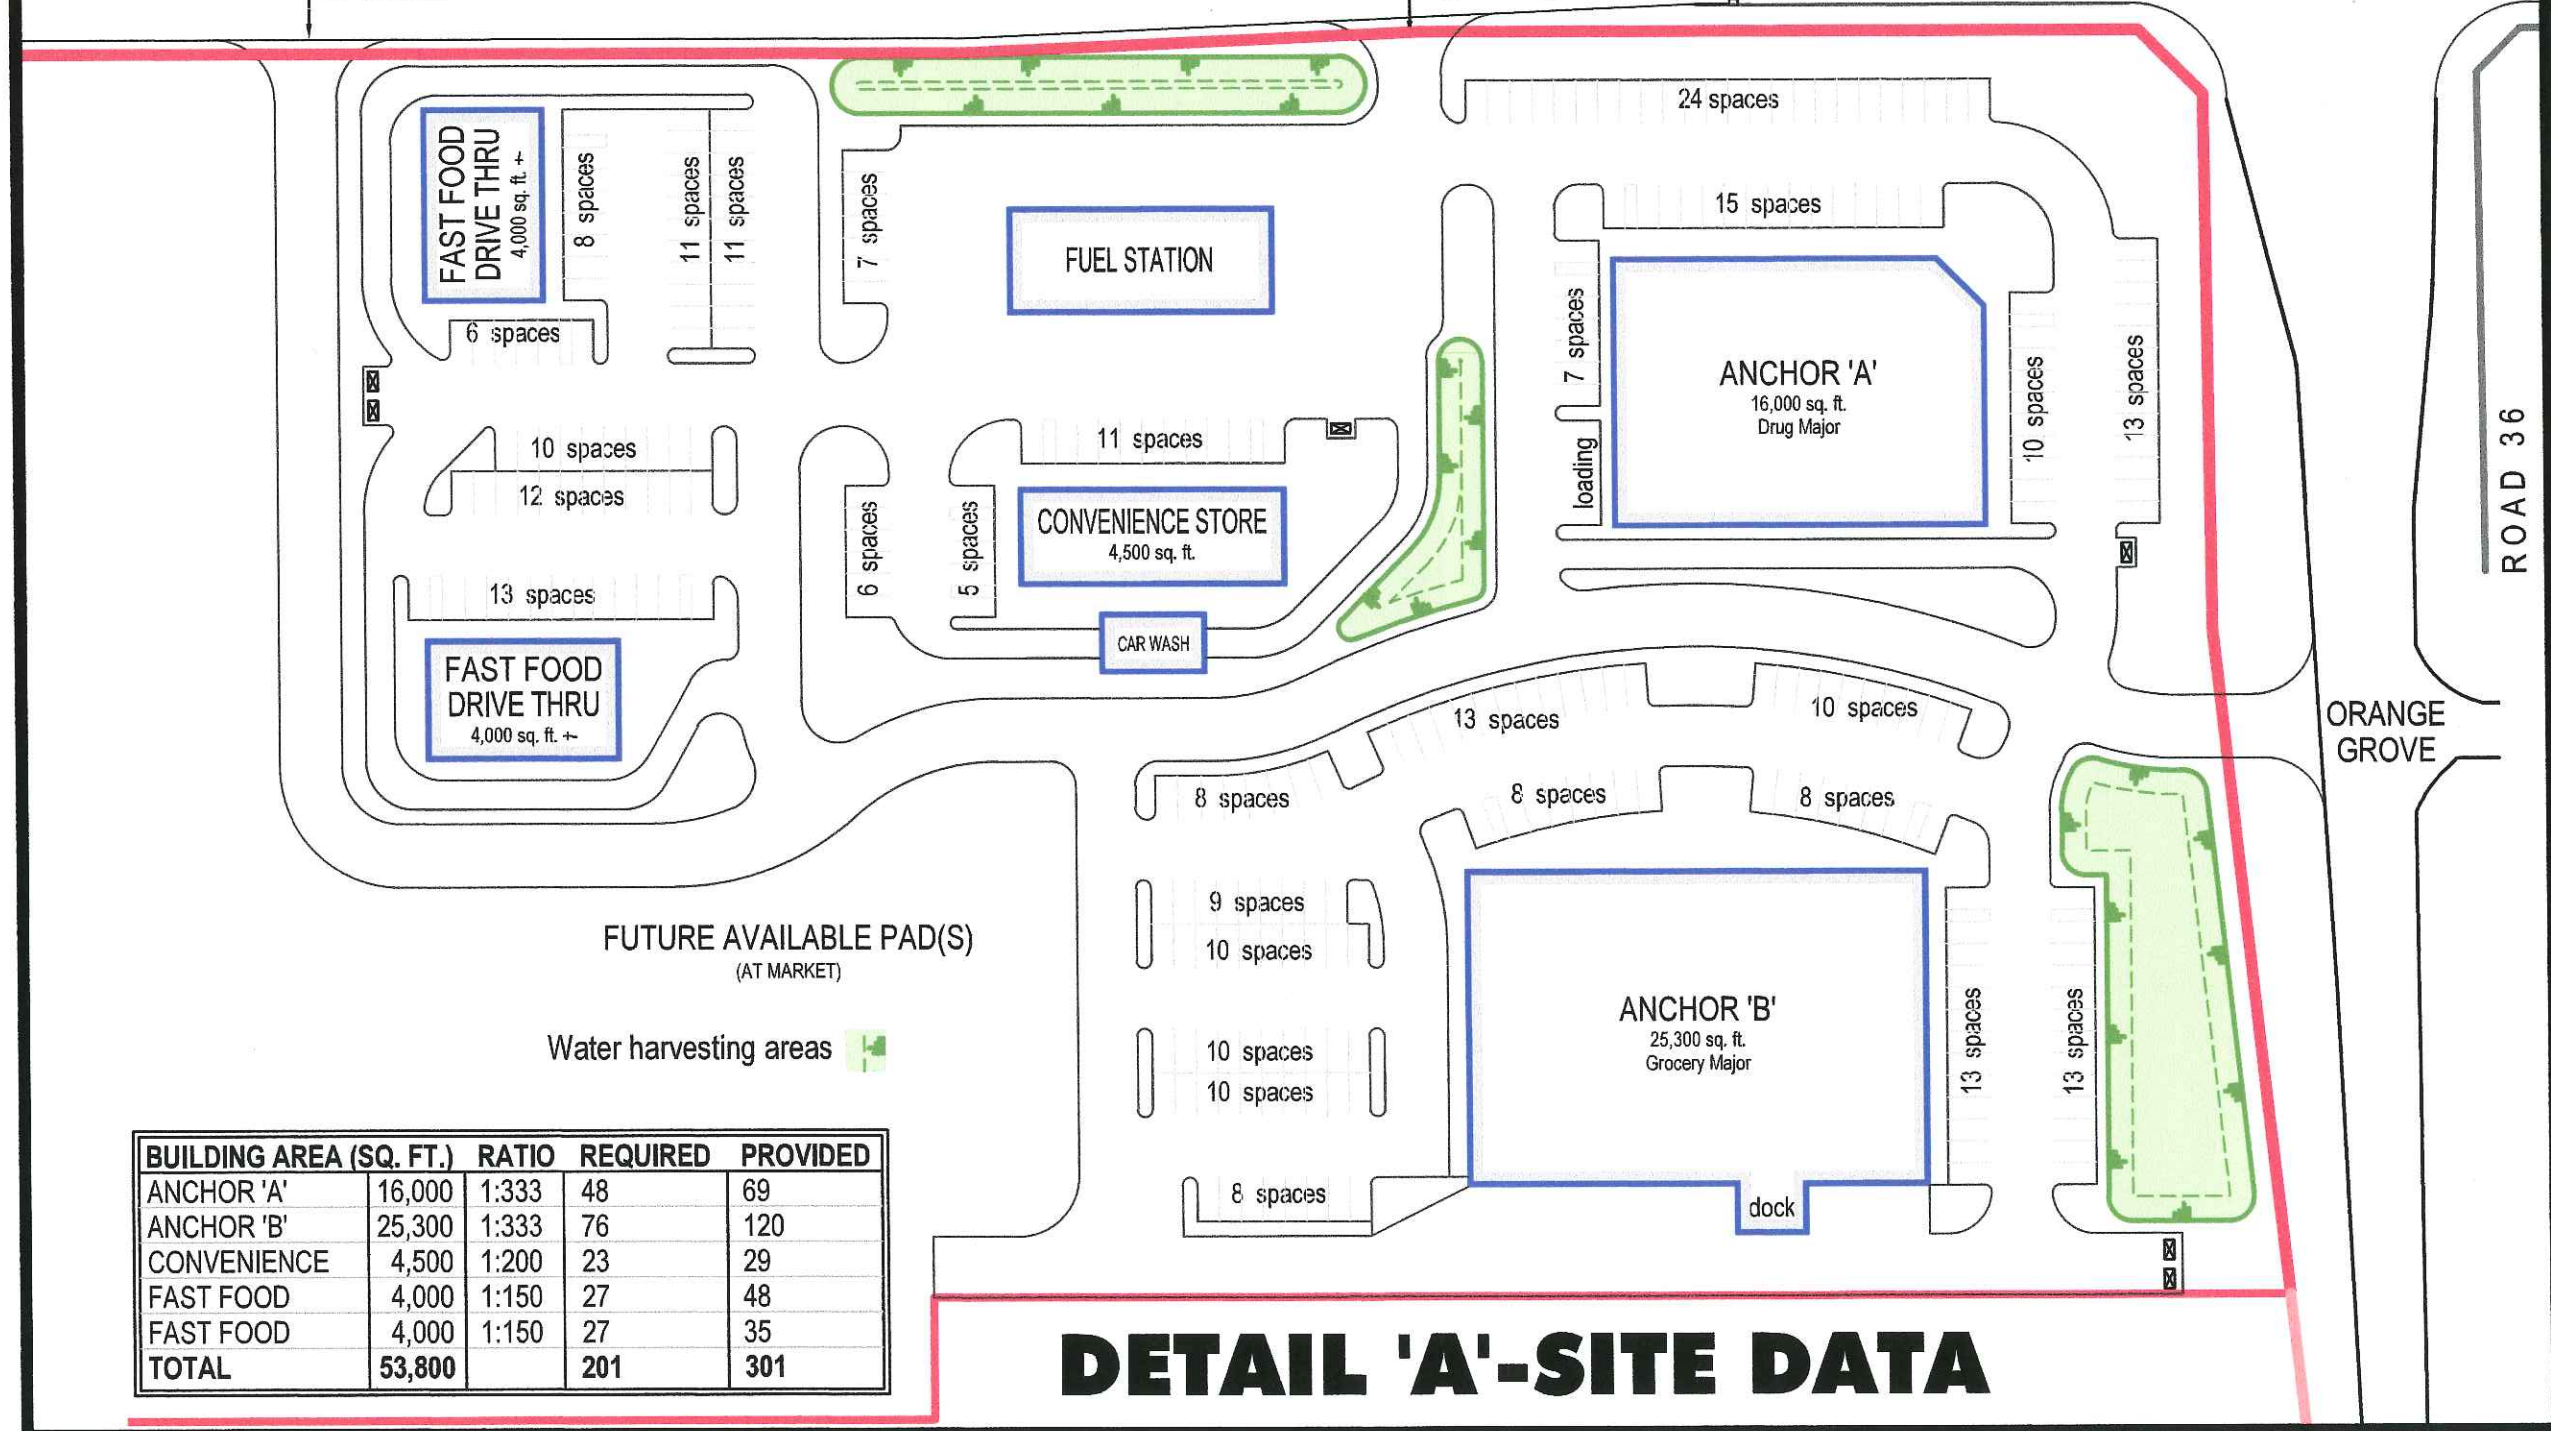 24 spaces
FAST FOOD
DRIVE THRU
4,000 sq. ft. +-
8 spaces
11 spaces
11 spaces
7 spaces
6 spaces
FUEL STATION
15 spaces
7 spaces
loading
ANCHOR 'A'
16,000 sq. ft.
Drug Major
10 spaces
13 spaces
ROAD 36
10 spaces
12 spaces
13 spaces
6 spaces
5 spaces
11 spaces
CONVENIENCE STORE
4,500 sq. ft.
CAR WASH
FAST FOOD
DRIVE THRU
4,000 sq. ft. +-
13 spaces
10 spaces
ORANGE
GROVE
8 spaces
8 spaces
8 spaces
9 spaces
10 spaces
10 spaces
10 spaces
8 spaces
ANCHOR 'B'
25,300 sq. ft.
Grocery Major
dock
13 spaces
13 spaces
FUTURE AVAILABLE PAD(S)
(AT MARKET)
Water harvesting areas
BUILDING AREA (SQ. FT.) RATIO REQUIRED PROVIDED
ANCHOR 'A' 16,000 1:333 48 69
ANCHOR 'B' 25,300 1:333 76 120
CONVENIENCE 4,500 1:200 23 29
FAST FOOD 4,000 1:150 27 48
FAST FOOD 4,000 1:150 27 35
TOTAL 53,800 201 301
DETAIL 'A'-SITE DATA